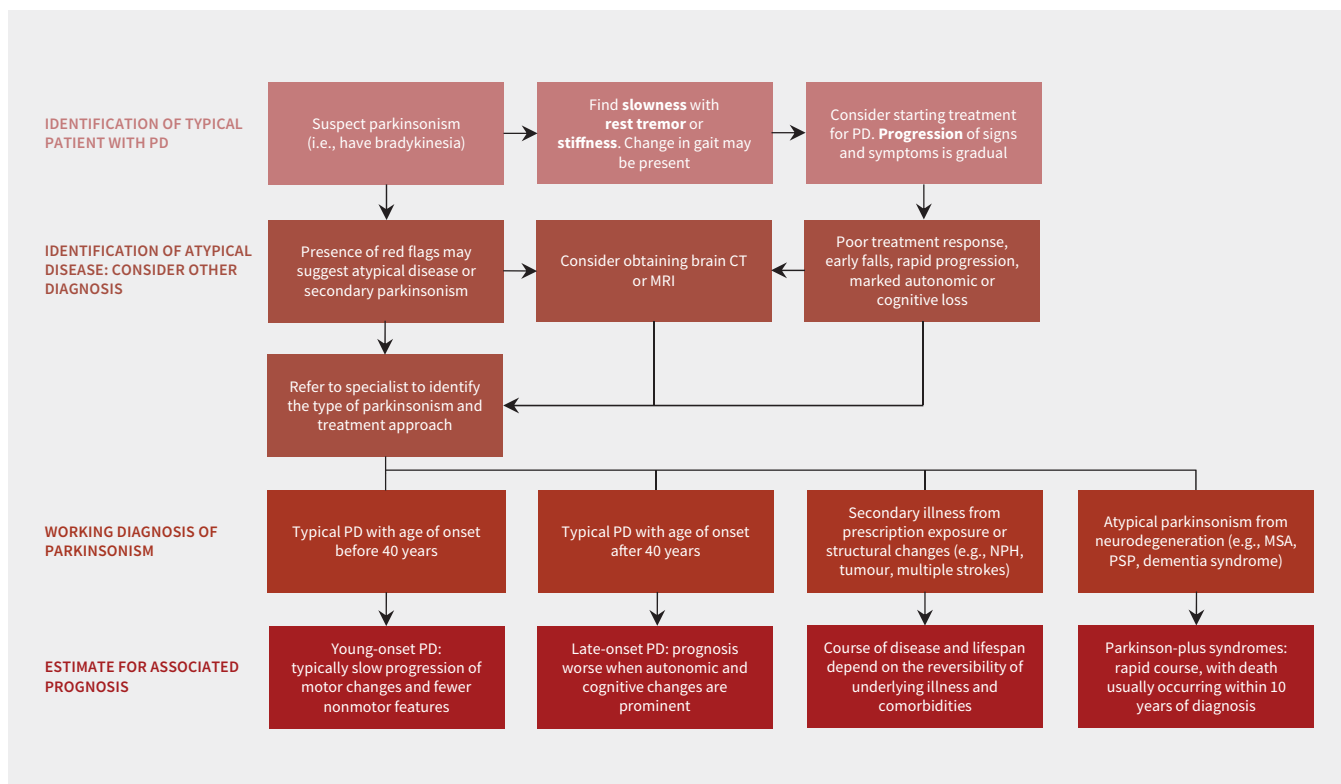 IDENTIFICATION OF TYPICAL
PATIENT WITH PD
Suspect parkinsonism
(i.e., have bradykinesia)
Find slowness with
rest tremor or
stiffness. Change in gait may
be present
Consider starting treatment
for PD. Progression of signs
and symptoms is gradual
IDENTIFICATION OF ATYPICAL
DISEASE: CONSIDER OTHER
DIAGNOSIS
Presence of red flags may
suggest atypical disease or
secondary parkinsonism
Consider obtaining brain CT
or MRI
Poor treatment response,
early falls, rapid progression,
marked autonomic or
cognitive loss
Refer to specialist to identify
the type of parkinsonism and
treatment approach
WORKING DIAGNOSIS OF
PARKINSONISM
Typical PD with age of onset
before 40 years
Typical PD with age of onset
after 40 years
Secondary illness from
prescription exposure or
structural changes (e.g., NPH,
tumour, multiple strokes)
Atypical parkinsonism from
neurodegeneration (e.g., MSA,
PSP, dementia syndrome)
ESTIMATE FOR ASSOCIATED
PROGNOSIS
Young-onset PD:
typically slow progression of
motor changes and fewer
nonmotor features
Late-onset PD: prognosis
worse when autonomic and
cognitive changes are
prominent
Course of disease and lifespan
depend on the reversibility of
underlying illness and
comorbidities
Parkinson-plus syndromes:
rapid course, with death
usually occurring within 10
years of diagnosis